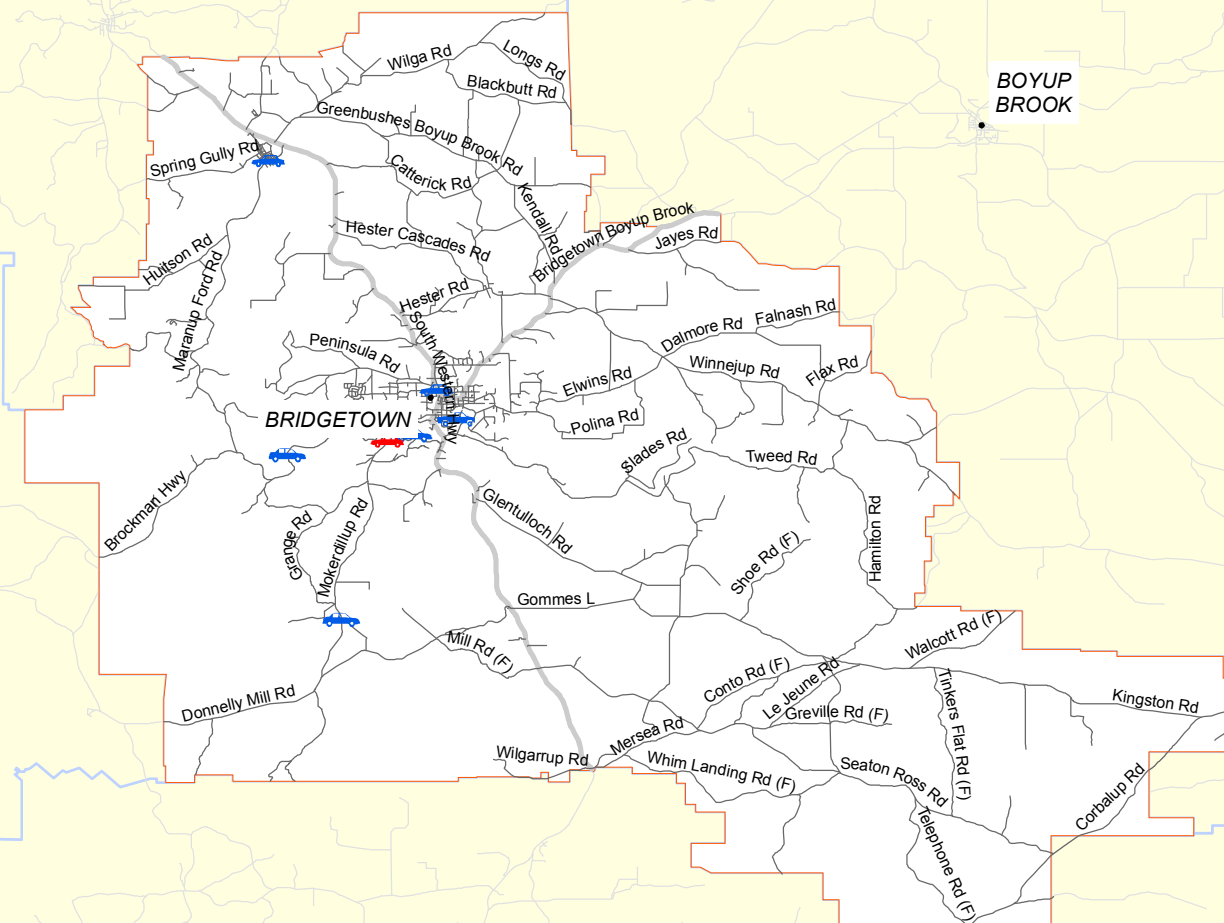 Longs Rd
Wilga Rd
BOYUP
BROOK
Blackbutt Rd
Greenbushes Boyup Brook Rd
Spring Gully Rd
Catterick Rd
Kendall Rd
Bridgetown Boyup Brook
Jayes Rd
Hester Cascades Rd
Huitson Rd
Maranup Ford Rd
Hester Rd
South Western Hwy
Falnash Rd
Dalmore Rd
Peninsula Rd
Winnejup Rd
Flax Rd
Elwins Rd
BRIDGETOWN
Polina Rd
Slades Rd
Tweed Rd
Brockman Hwy
Glentulloch Rd
Grange Rd
Mokerdillup Rd
Hamilton Rd
Shoe Rd (F)
Gommes L
Mill Rd (F)
Walcott Rd (F)
Conto Rd (F)
Le Jeune Rd
Tinkers Flat Rd (F)
Kingston Rd
Donnelly Mill Rd
Greville Rd (F)
Mersea Rd
Wilgarrup Rd
Whim Landing Rd (F)
Seaton Ross Rd
Corbalup Rd
Telephone Rd (F)